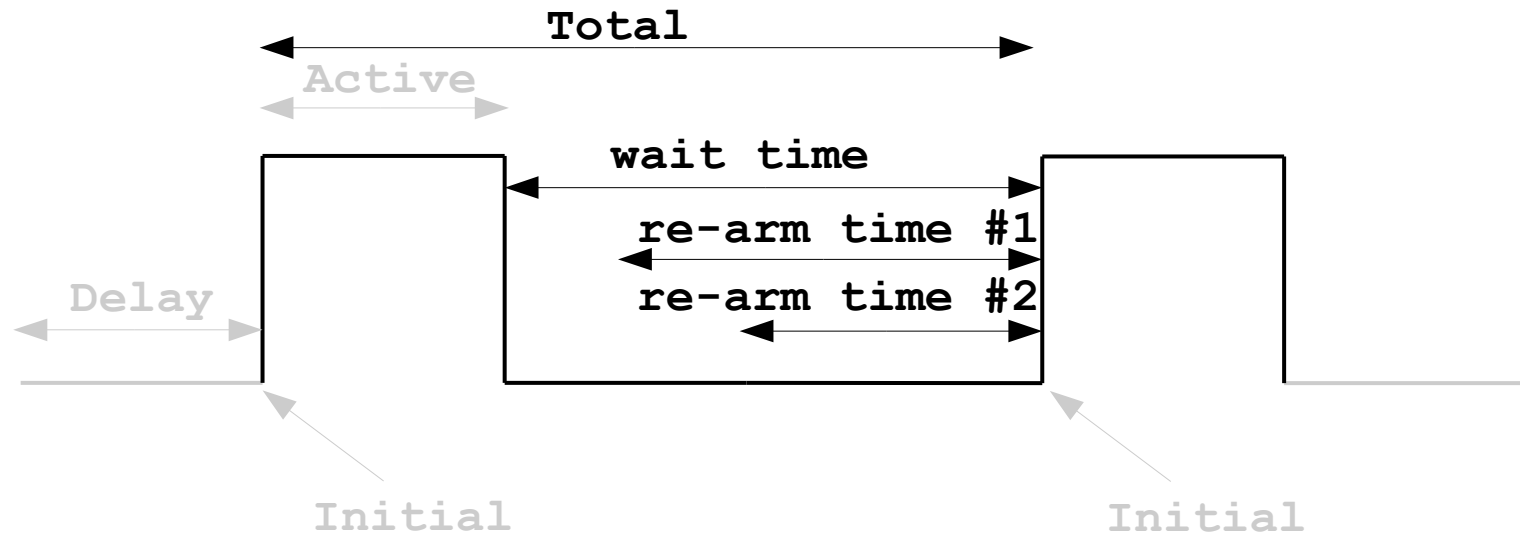 Total
Active
wait time
re-arm time #1
re-arm time #2
Delay
Initial
Initial